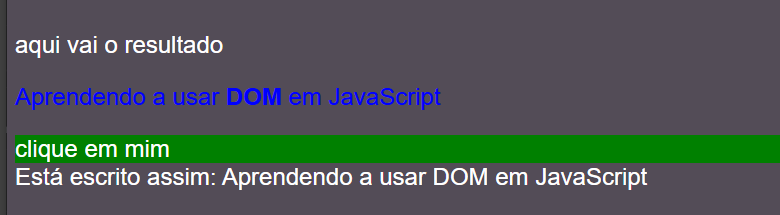 aqui vai o resultado
Aprendendo a usar DOM em JavaScript
clique em mim
Está escrito assim: Aprendendo a usar DOM em JavaScript